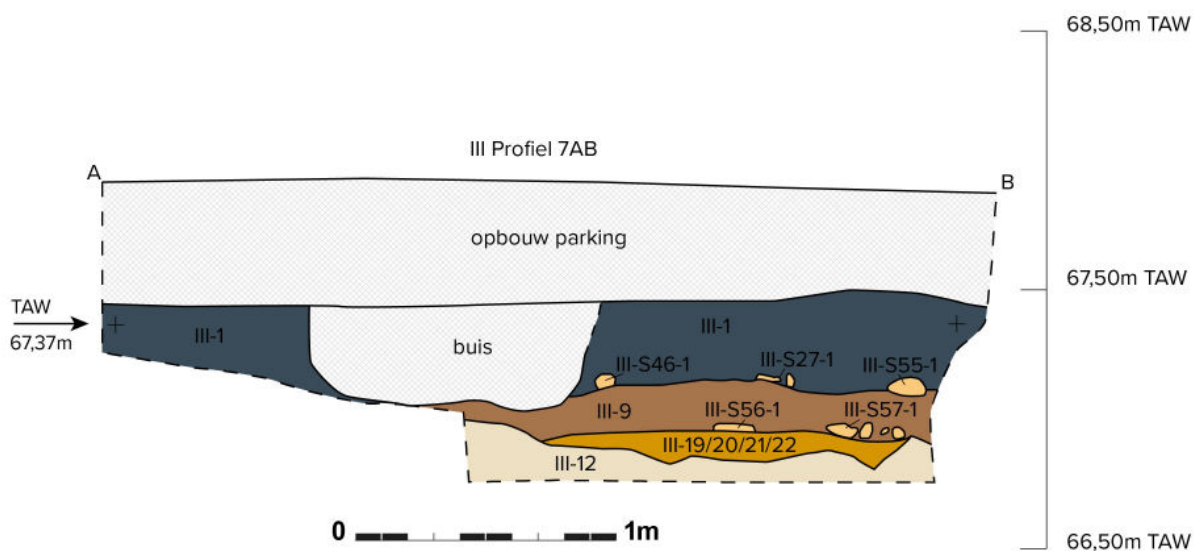 68,50m TAW
III Profiel 7AB
A
B
opbouw parking
67,50m TAW
TAW
67,37m
III-1
III-1
buis
III-S46-1
III-S27-1
III-S55-1
III-9
III-S56-1
III-S57-1
III-19/20/21/22
III-12
0
1m
66,50m TAW